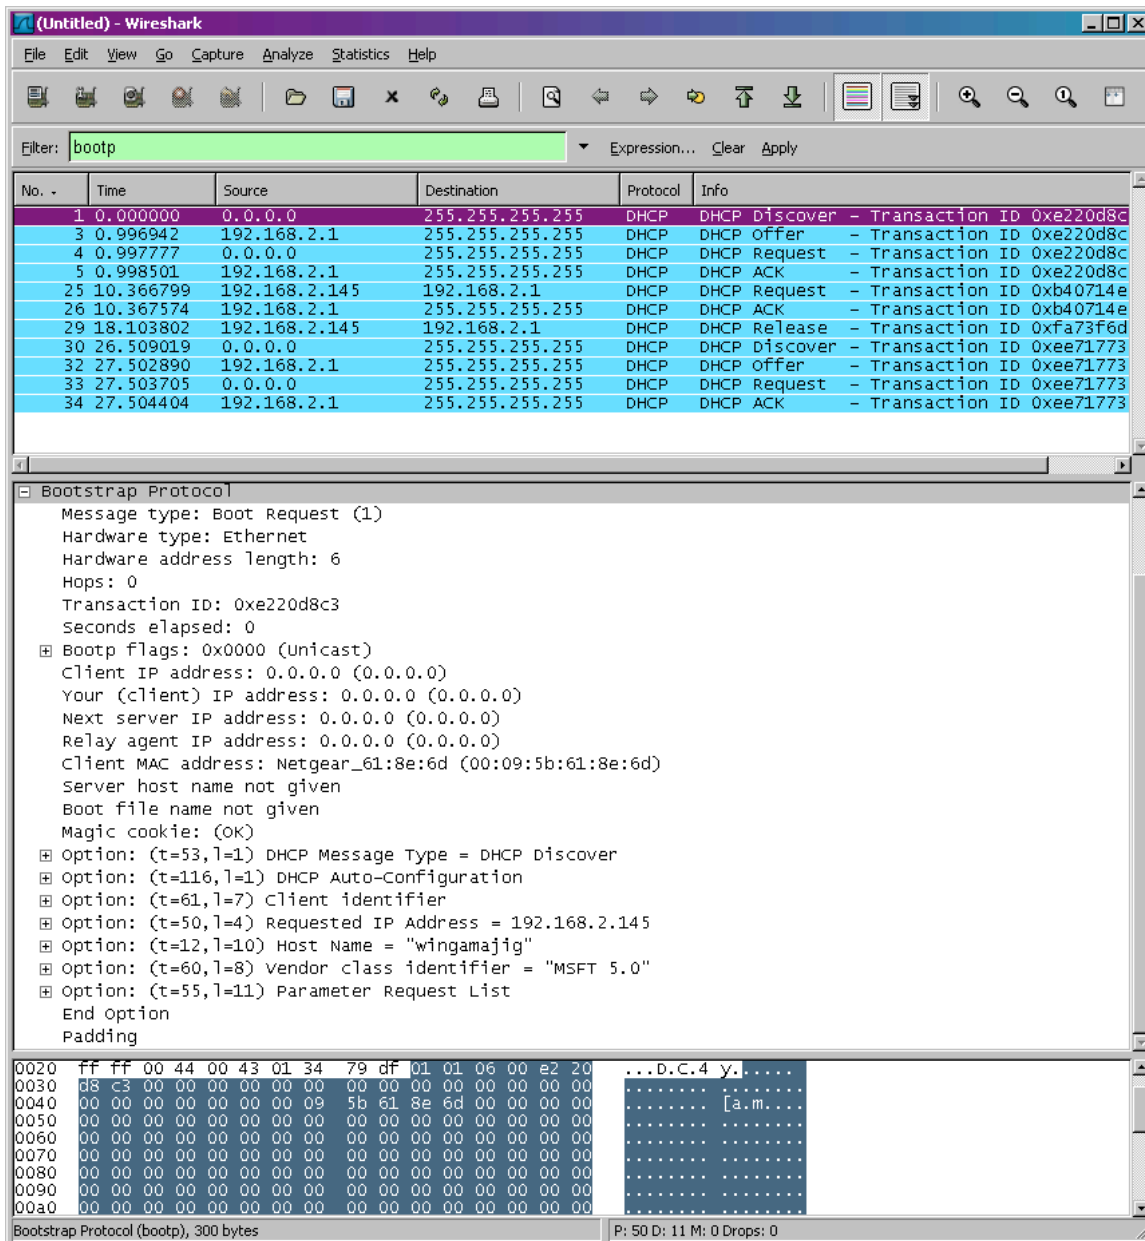 (Untitled) - Wireshark
File Edit View Go Capture Analyze Statistics Help
Filter: bootp Expression... Clear Apply
No. - Time Source Destination Protocol Info
1 0.000000 0.0.0.0 255.255.255.255 DHCP DHCP Discover - Transaction ID 0xe220d8c
3 0.996942 192.168.2.1 255.255.255.255 DHCP DHCP Offer - Transaction ID 0xe220d8c
4 0.997777 0.0.0.0 255.255.255.255 DHCP DHCP Request - Transaction ID 0xe220d8c
5 0.998501 192.168.2.1 255.255.255.255 DHCP DHCP ACK - Transaction ID 0xe220d8c
25 10.366799 192.168.2.145 192.168.2.1 DHCP DHCP Request - Transaction ID 0xb40714e
26 10.367574 192.168.2.1 255.255.255.255 DHCP DHCP ACK - Transaction ID 0xb40714e
29 18.103802 192.168.2.145 192.168.2.1 DHCP DHCP Release - Transaction ID 0xfa73f6d
30 26.509019 0.0.0.0 255.255.255.255 DHCP DHCP Discover - Transaction ID 0xee71773
32 27.502890 192.168.2.1 255.255.255.255 DHCP DHCP Offer - Transaction ID 0xee71773
33 27.503705 0.0.0.0 255.255.255.255 DHCP DHCP Request - Transaction ID 0xee71773
34 27.504404 192.168.2.1 255.255.255.255 DHCP DHCP ACK - Transaction ID 0xee71773
Bootstrap Protocol
Message type: Boot Request (1)
Hardware type: Ethernet
Hardware address length: 6
Hops: 0
Transaction ID: 0xe220d8c3
Seconds elapsed: 0
Bootp flags: 0x0000 (Unicast)
Client IP address: 0.0.0.0 (0.0.0.0)
Your (client) IP address: 0.0.0.0 (0.0.0.0)
Next server IP address: 0.0.0.0 (0.0.0.0)
Relay agent IP address: 0.0.0.0 (0.0.0.0)
Client MAC address: Netgear_61:8e:6d (00:09:5b:61:8e:6d)
Server host name not given
Boot file name not given
Magic cookie: (OK)
Option: (t=53,l=1) DHCP Message Type = DHCP Discover
Option: (t=116,l=1) DHCP Auto-Configuration
Option: (t=61,l=7) Client identifier
Option: (t=50,l=4) Requested IP Address = 192.168.2.145
Option: (t=12,l=10) Host Name = "wingamajig"
Option: (t=60,l=8) Vendor class identifier = "MSFT 5.0"
Option: (t=55,l=11) Parameter Request List
End Option
Padding
0020 ff ff 00 44 00 43 01 34 79 df 01 01 06 00 e2 20 ...D.C.4 y.....
0030 d8 c3 00 00 00 00 00 00 00 00 00 00 00 00 00 00 ........ ........
0040 00 00 00 00 00 00 00 09 5b 61 8e 6d 00 00 00 00 ........ [a.m....
0050 00 00 00 00 00 00 00 00 00 00 00 00 00 00 00 00 ........ ........
0060 00 00 00 00 00 00 00 00 00 00 00 00 00 00 00 00 ........ ........
0070 00 00 00 00 00 00 00 00 00 00 00 00 00 00 00 00 ........ ........
0080 00 00 00 00 00 00 00 00 00 00 00 00 00 00 00 00 ........ ........
0090 00 00 00 00 00 00 00 00 00 00 00 00 00 00 00 00 ........ ........
00a0 00 00 00 00 00 00 00 00 00 00 00 00 00 00 00 00 ........ ........
Bootstrap Protocol (bootp), 300 bytes P: 50 D: 11 M: 0 Drops: 0